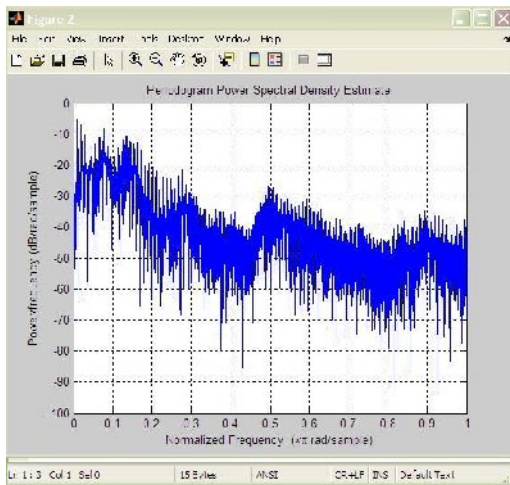 Figure 2
File Edit View Insert Tools Desktop Window Help
Periodogram Power Spectral Density Estimate
Power/frequency (dB/rad/sample)
0
-10
-20
-30
-40
-50
-60
-70
-80
-90
-100
0 0.1 0.2 0.3 0.4 0.5 0.6 0.7 0.8 0.9 1
Normalized Frequency (×π rad/sample)
Ln 1 : 3 Col 1 Sel 0 15 Bytes ANSI CR+LF INS Default Text